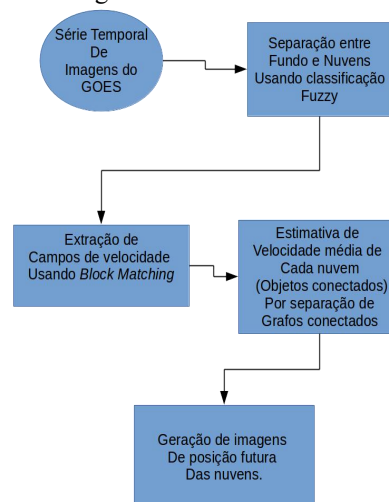 Série Temporal
De
Imagens do
GOES
Separação entre
Fundo e Nuvens
Usando classificação
Fuzzy
Extração de
Campos de velocidade
Usando Block Matching
Estimativa de
Velocidade média de
Cada nuvem
(Objetos conectados)
Por separação de
Grafos conectados
Geração de imagens
De posição futura
Das nuvens.